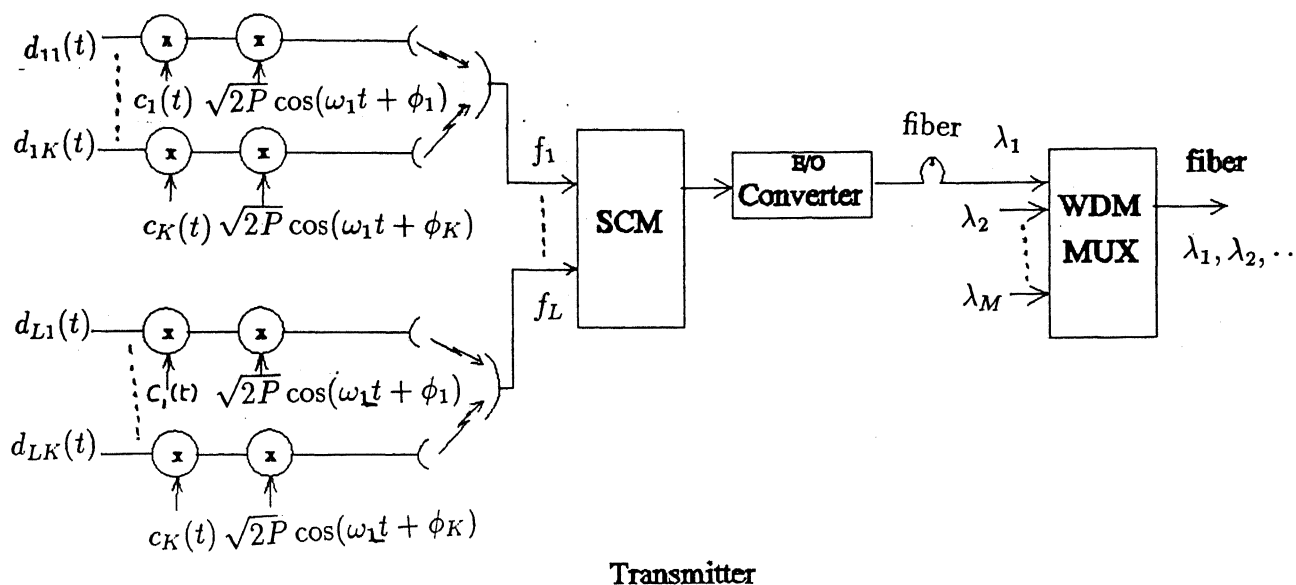 d₁₁(t) x x
c₁(t) √2P cos(ω₁t + ϕ₁)
d₁K(t) x x
cK(t) √2P cos(ω₁t + ϕK)
f₁
SCM
fL
E/O
Converter
fiber
λ₁
λ₂
λM
WDM
MUX
fiber
λ₁, λ₂, ··
dL₁(t) x x
C₁(t) √2P cos(ω₁t + ϕ₁)
dLK(t) x x
cK(t) √2P cos(ω₁t + ϕK)
Transmitter